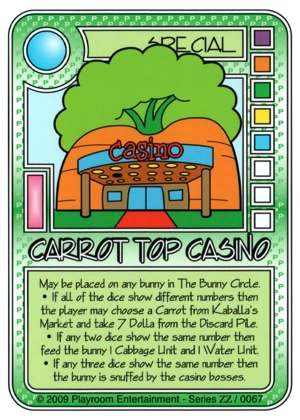 SPECIAL
Casino
CARROT TOP CASINO
May be placed on any bunny in The Bunny Circle.
• If all of the dice show different numbers then
the player may choose a Carrot from Kaballa's
Market and take 7 Dolla from the Discard Pile.
• If any two dice show the same number then
feed the bunny 1 Cabbage Unit and 1 Water Unit.
• If any three dice show the same number then
the bunny is snuffed by the casino bosses.
© 2009 Playroom Entertainment - Series ZZ / 0067